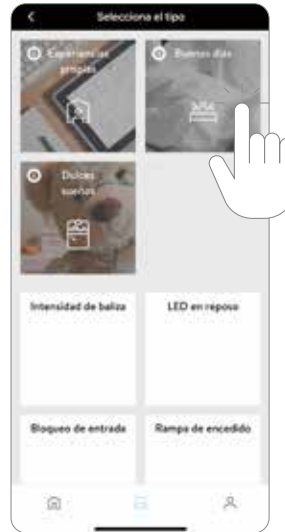 Selecciona el tipo
Experiencias
propias
Buenos días
Dulces
sueños
Intensidad de baliza
LED en reposo
Bloqueo de entrada
Rampa de encedido